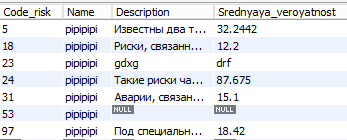 Code_risk Name Description Srednyaya_veroyatnost
5 pipipipi Известны два т... 32.2442
18 pipipipi Риски, связанн... 12.2
23 pipipipi gdxg drf
24 pipipipi Такие риски ча... 87.675
31 pipipipi Аварии, связан... 15.1
53 pipipipi NULL NULL
97 pipipipi Под специальн... 18.42